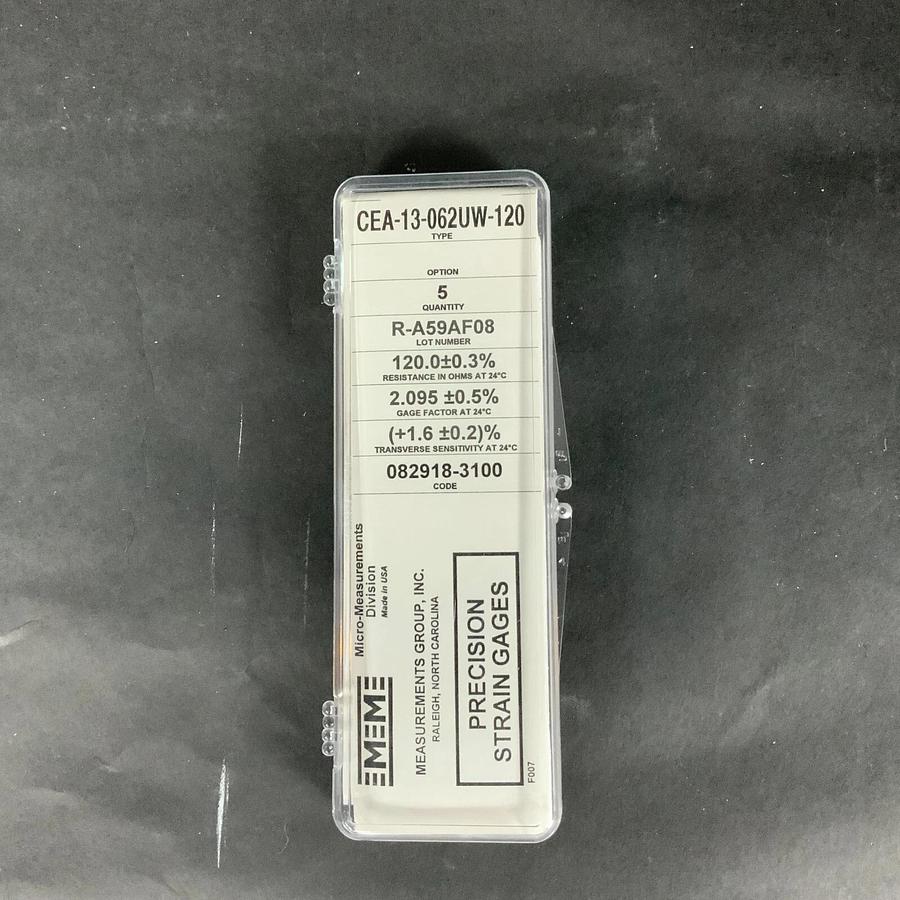 CEA-13-062UW-120
TYPE
OPTION
5
QUANTITY
R-A59AF08
LOT NUMBER
120.0±0.3%
RESISTANCE IN OHMS AT 24°C
2.095 ±0.5%
GAGE FACTOR AT 24°C
(+1.6 ±0.2)%
TRANSVERSE SENSITIVITY AT 24°C
082918-3100
CODE
Micro-Measurements
Division
Made in USA
MM
MEASUREMENTS GROUP, INC.
RALEIGH, NORTH CAROLINA
PRECISION
STRAIN GAGES
F007